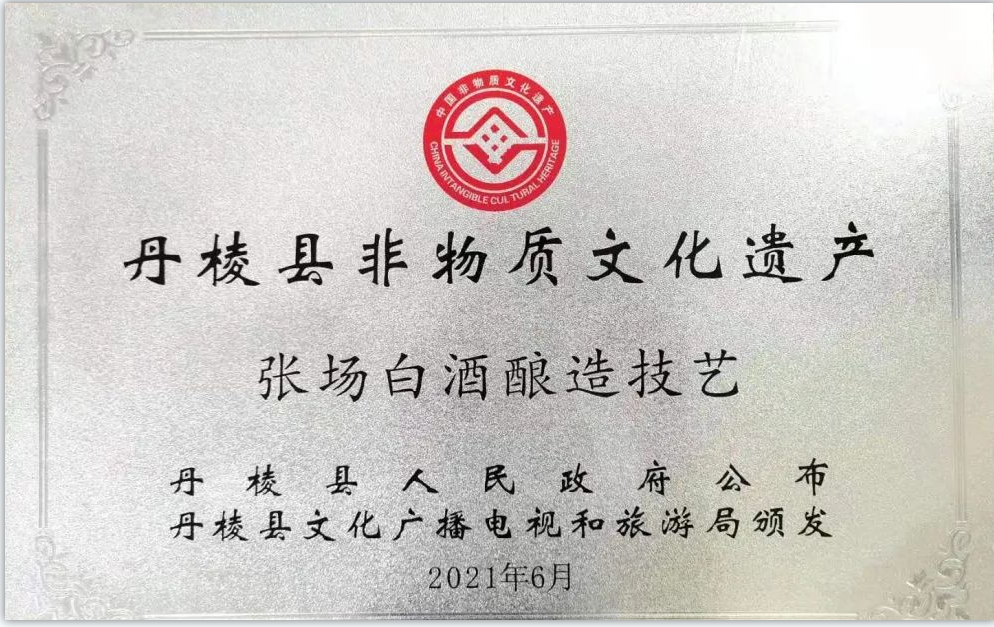 中国非物质文化遗产
CHINA INTANGIBLE CULTURAL HERITAGE
丹棱县非物质文化遗产
张场白酒酿造技艺
丹棱县人民政府公布
丹棱县文化广播电视和旅游局颁发
2021年6月